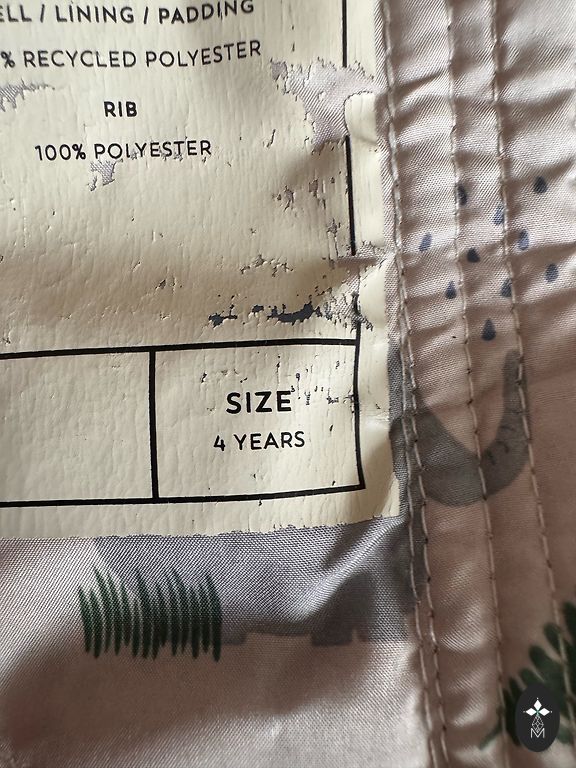 ELL / LINING / PADDING
% RECYCLED POLYESTER
RIB
100% POLYESTER
SIZE
4 YEARS
M